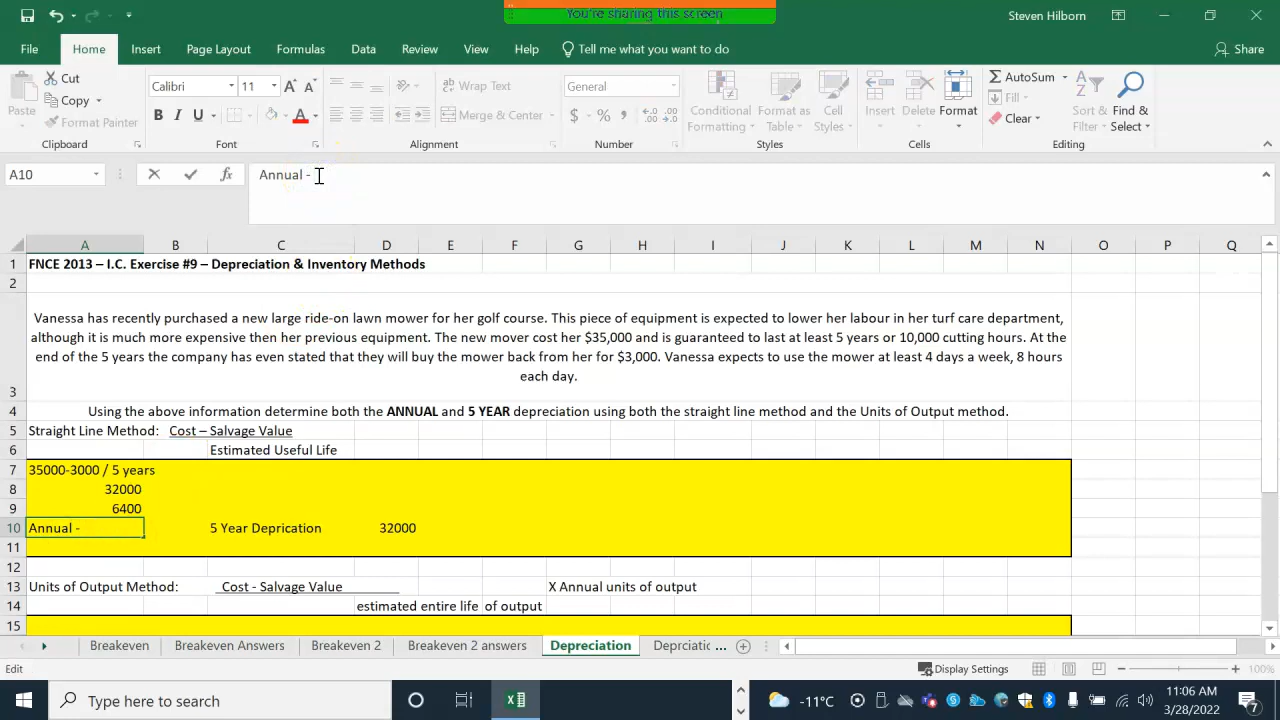 You're sharing this screen
Steven Hilborn
File Home Insert Page Layout Formulas Data Review View Help Tell me what you want to do Share
Paste Cut Copy Format Painter
Clipboard
Calibri 11 A A
B I U A
Font
Wrap Text
Merge & Center
Alignment
General
$ % , .0 .00 .00 .0
Number
Conditional Formatting Format as Table Cell Styles
Styles
Insert Delete Format
Cells
AutoSum Fill Clear Sort & Filter Find & Select
Editing
A10 fx Annual -
A B C D E F G H I J K L M N O P Q
1 FNCE 2013 – I.C. Exercise #9 – Depreciation & Inventory Methods
2
Vanessa has recently purchased a new large ride-on lawn mower for her golf course. This piece of equipment is expected to lower her labour in her turf care department,
although it is much more expensive then her previous equipment. The new mover cost her $35,000 and is guaranteed to last at least 5 years or 10,000 cutting hours. At the
end of the 5 years the company has even stated that they will buy the mower back from her for $3,000. Vanessa expects to use the mower at least 4 days a week, 8 hours
3 each day.
4 Using the above information determine both the ANNUAL and 5 YEAR depreciation using both the straight line method and the Units of Output method.
5 Straight Line Method: Cost – Salvage Value
6 Estimated Useful Life
7 35000-3000 / 5 years
8 32000
9 6400
10 Annual - 5 Year Deprication 32000
11
12
13 Units of Output Method: Cost - Salvage Value X Annual units of output
14 estimated entire life of output
15
Breakeven Breakeven Answers Breakeven 2 Breakeven 2 answers Depreciation Deprciatic ...
Edit Display Settings 100%
Type here to search -11°C 11:06 AM
3/28/2022 7